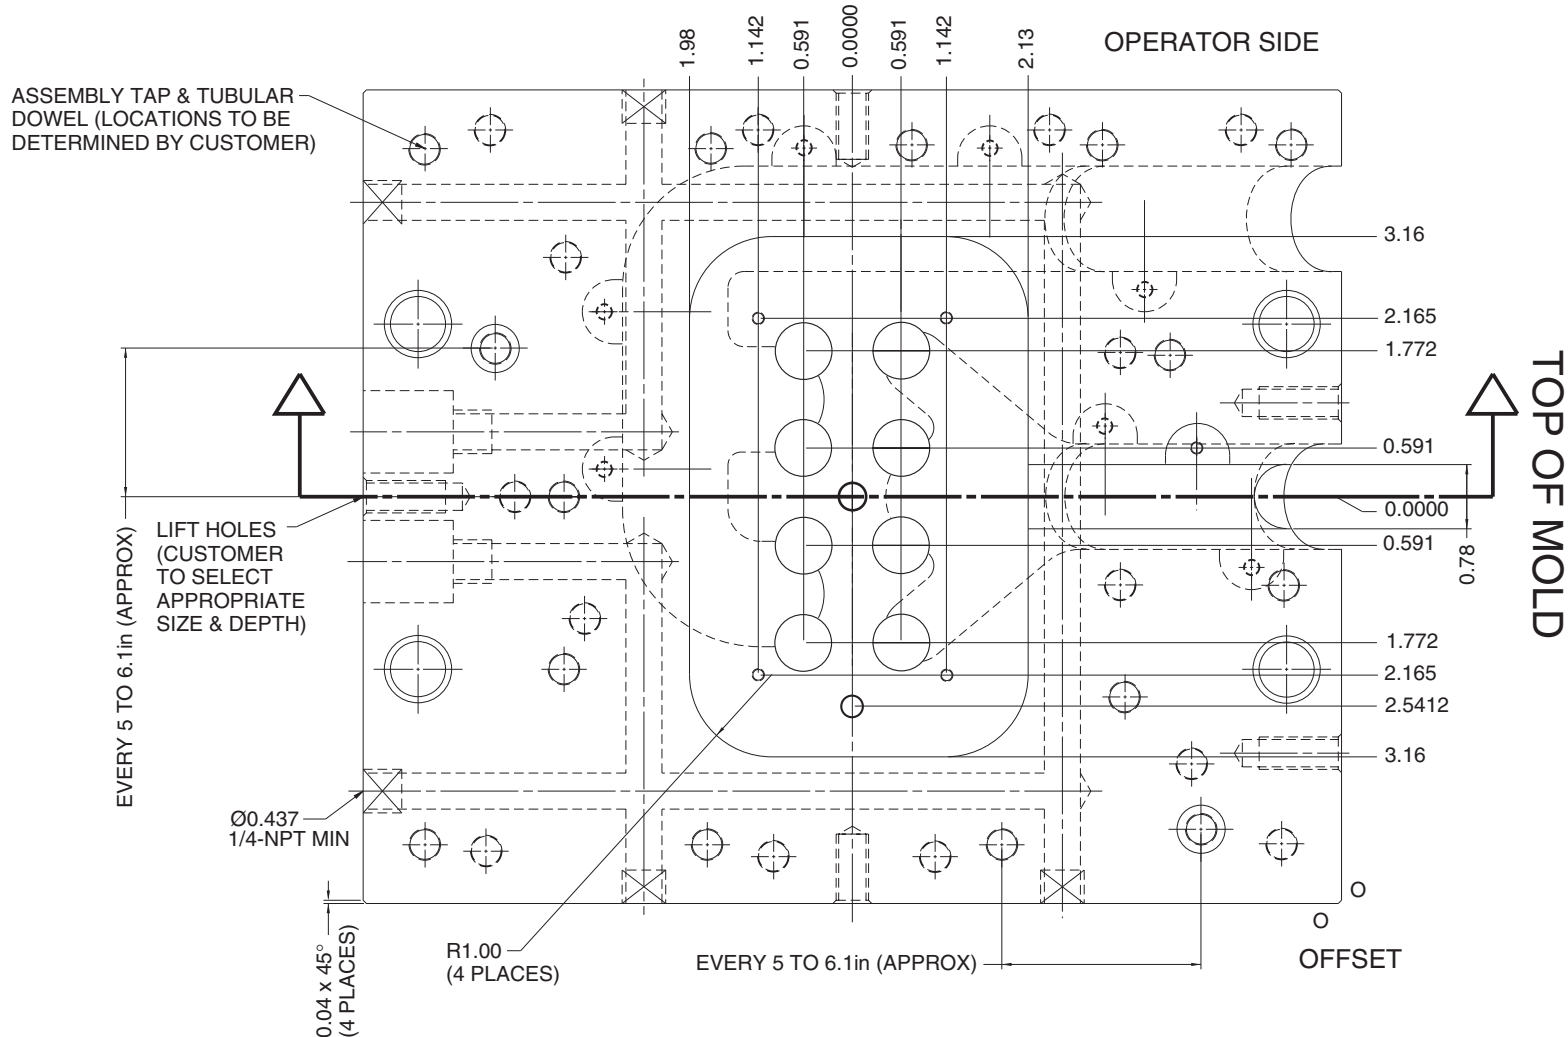 1.98
1.142
0.591
0.0000
0.591
1.142
2.13
OPERATOR SIDE
ASSEMBLY TAP & TUBULAR
DOWEL (LOCATIONS TO BE
DETERMINED BY CUSTOMER)
3.16
2.165
1.772
0.591
0.0000
0.591
0.78
TOP OF MOLD
1.772
2.165
2.5412
3.16
LIFT HOLES
(CUSTOMER
TO SELECT
APPROPRIATE
SIZE & DEPTH)
EVERY 5 TO 6.1in (APPROX)
Ø0.437
1/4-NPT MIN
0.04 x 45°
(4 PLACES)
R1.00
(4 PLACES)
EVERY 5 TO 6.1in (APPROX)
O
O
OFFSET